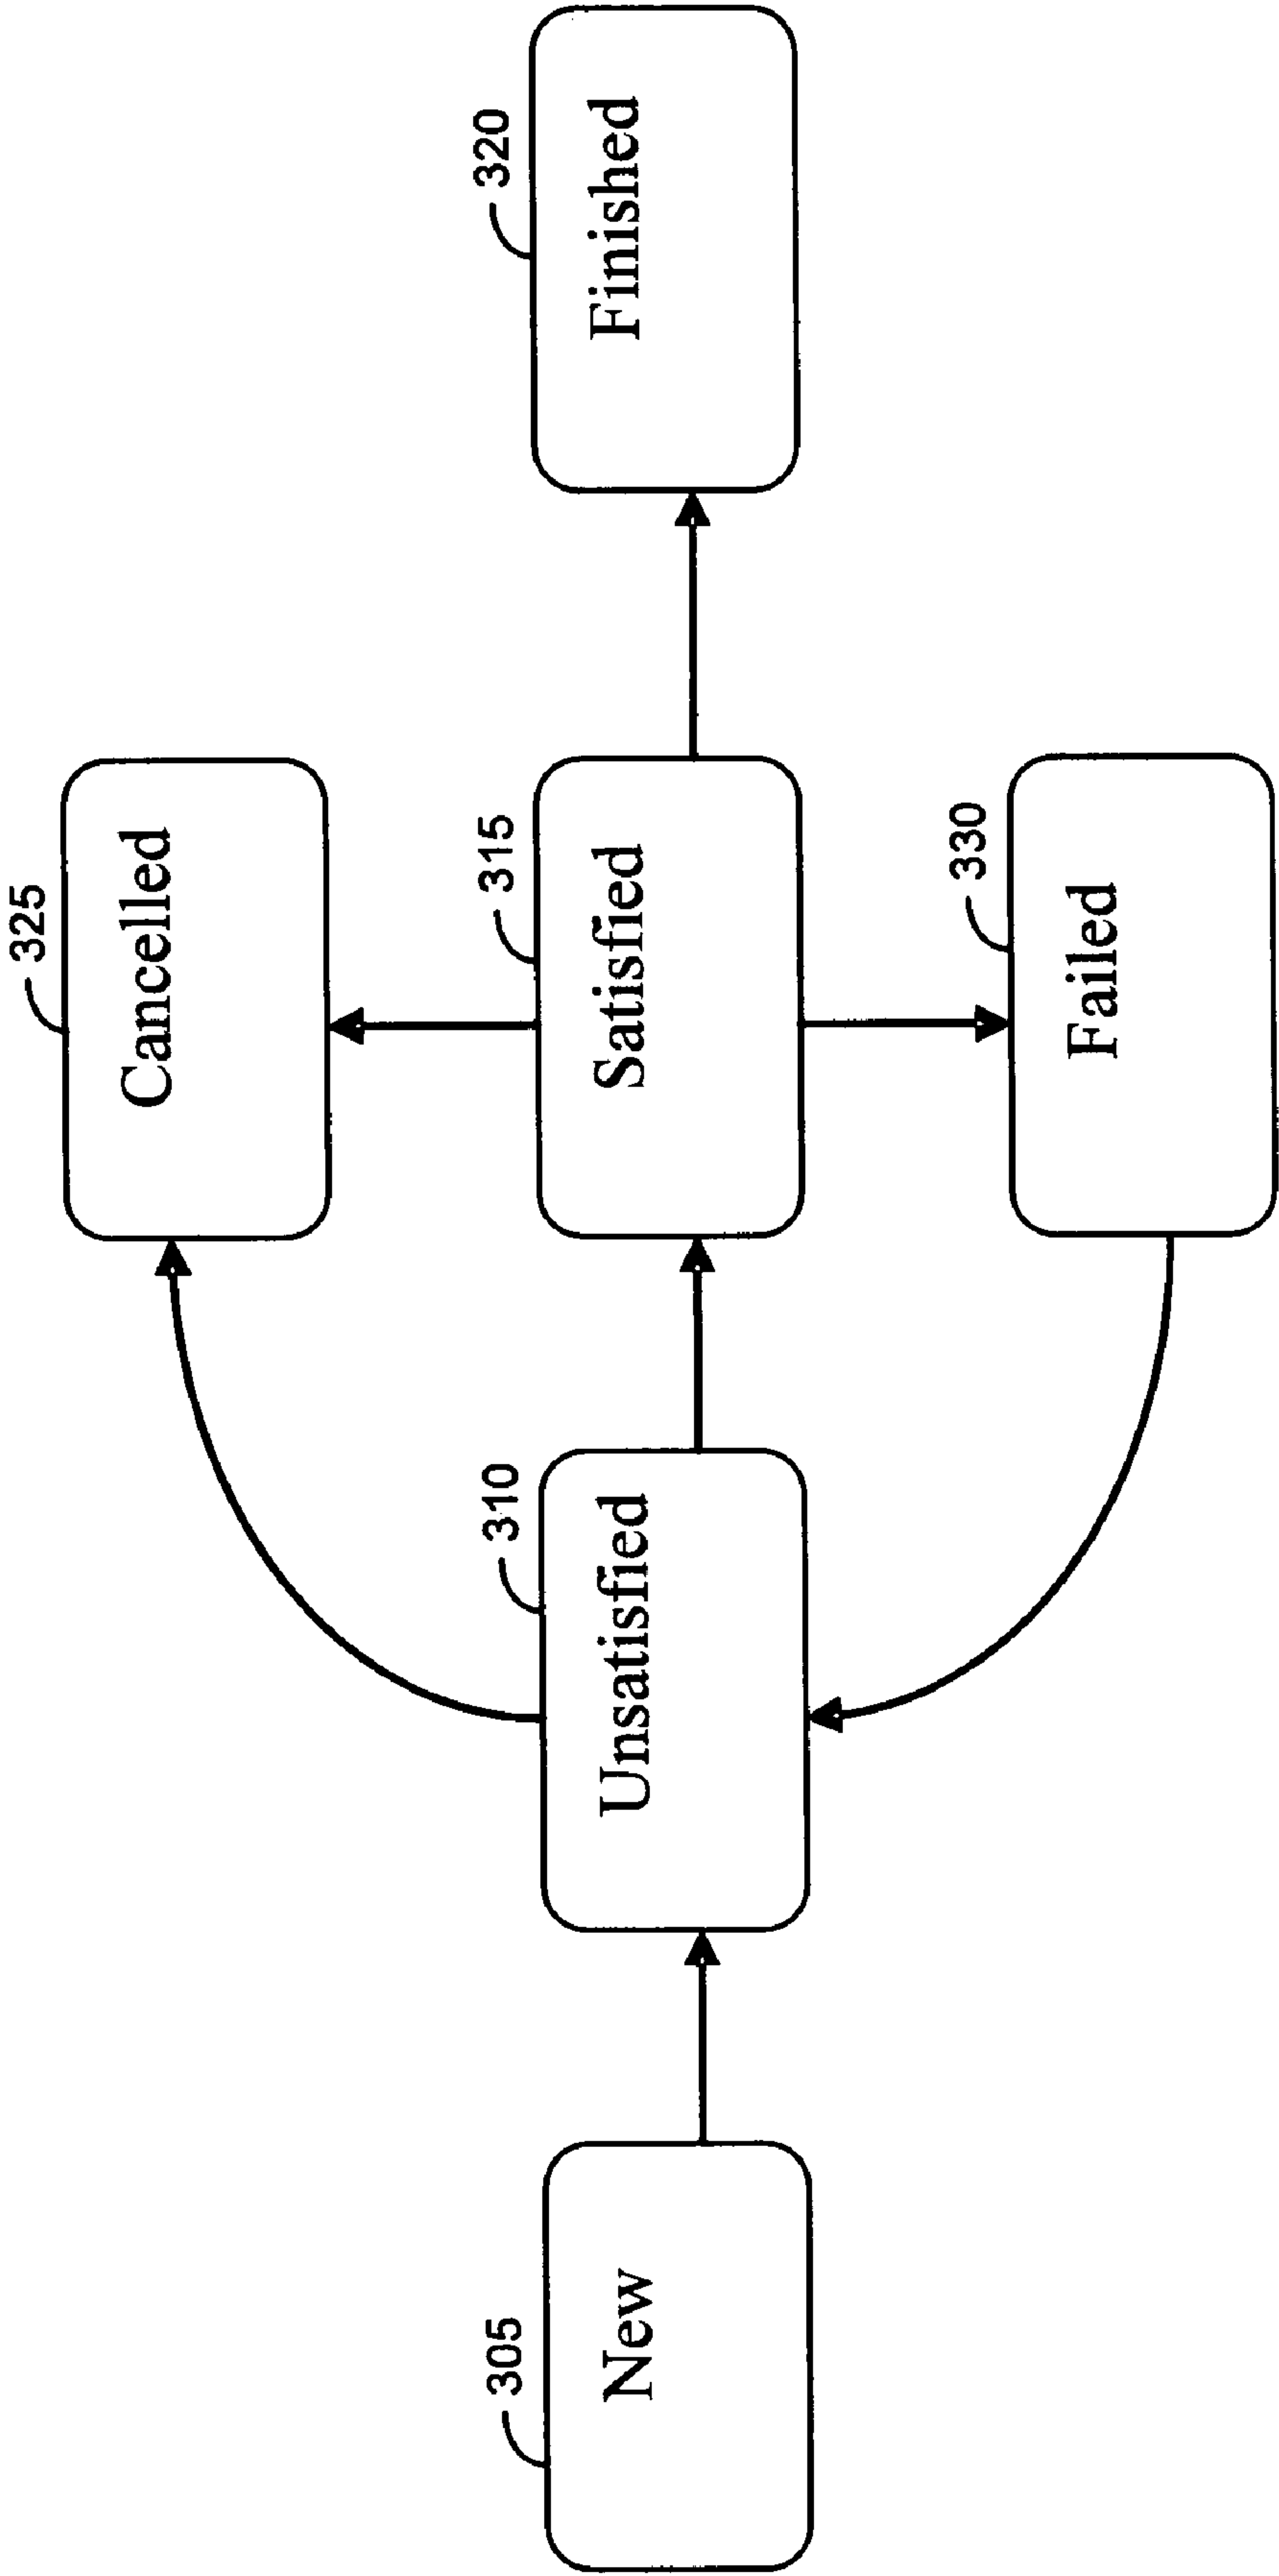 325
Cancelled
305
New
310
Unsatisfied
315
Satisfied
320
Finished
330
Failed